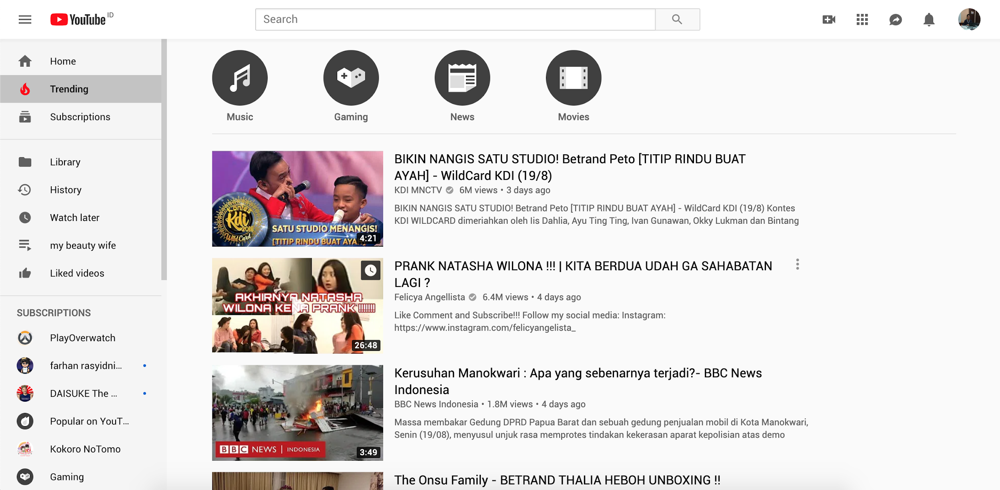 YouTube ID
Search
Home
Trending
Subscriptions
Library
History
Watch later
my beauty wife
Liked videos
SUBSCRIPTIONS
PlayOverwatch
farhan rasyidni...
DAISUKE The ...
Popular on YouT...
Kokoro NoTomo
Gaming
Music
Gaming
News
Movies
Kontes
Kdi
2018
Wild Card
SATU STUDIO MENANGIS!
[TITIP RINDU BUAT AYAH]
4:21
BIKIN NANGIS SATU STUDIO! Betrand Peto [TITIP RINDU BUAT
AYAH] - WildCard KDI (19/8)
KDI MNCTV 6M views • 3 days ago
BIKIN NANGIS SATU STUDIO! Betrand Peto [TITIP RINDU BUAT AYAH] - WildCard KDI (19/8) Kontes
KDI WILDCARD dimeriahkan oleh Iis Dahlia, Ayu Ting Ting, Ivan Gunawan, Okky Lukman dan Bintang
AKHIRNYA NATASHA
WILONA KENA PRANK !!!!!!!
26:48
PRANK NATASHA WILONA !!! | KITA BERDUA UDAH GA SAHABATAN
LAGI ?
Felicya Angellista 6.4M views • 4 days ago
Like Comment and Subscribe!!! Follow my social media: Instagram:
https://www.instagram.com/felicyangelista_
BBC NEWS | INDONESIA
3:49
Kerusuhan Manokwari : Apa yang sebenarnya terjadi?- BBC News
Indonesia
BBC News Indonesia • 1.8M views • 4 days ago
Massa membakar Gedung DPRD Papua Barat dan sebuah gedung penjualan mobil di Kota Manokwari,
Senin (19/08), menyusul unjuk rasa memprotes tindakan kekerasan aparat kepolisian atas demo
The Onsu Family - BETRAND THALIA HEBOH UNBOXING !!